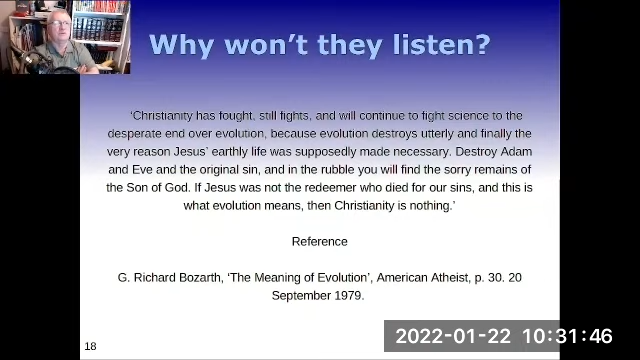 Why won't they listen?
‘Christianity has fought, still fights, and will continue to fight science to the
desperate end over evolution, because evolution destroys utterly and finally the
very reason Jesus’ earthly life was supposedly made necessary. Destroy Adam
and Eve and the original sin, and in the rubble you will find the sorry remains of
the Son of God. If Jesus was not the redeemer who died for our sins, and this is
what evolution means, then Christianity is nothing.’
Reference
G. Richard Bozarth, ‘The Meaning of Evolution’, American Atheist, p. 30. 20
September 1979.
18
2022-01-22 10:31:46